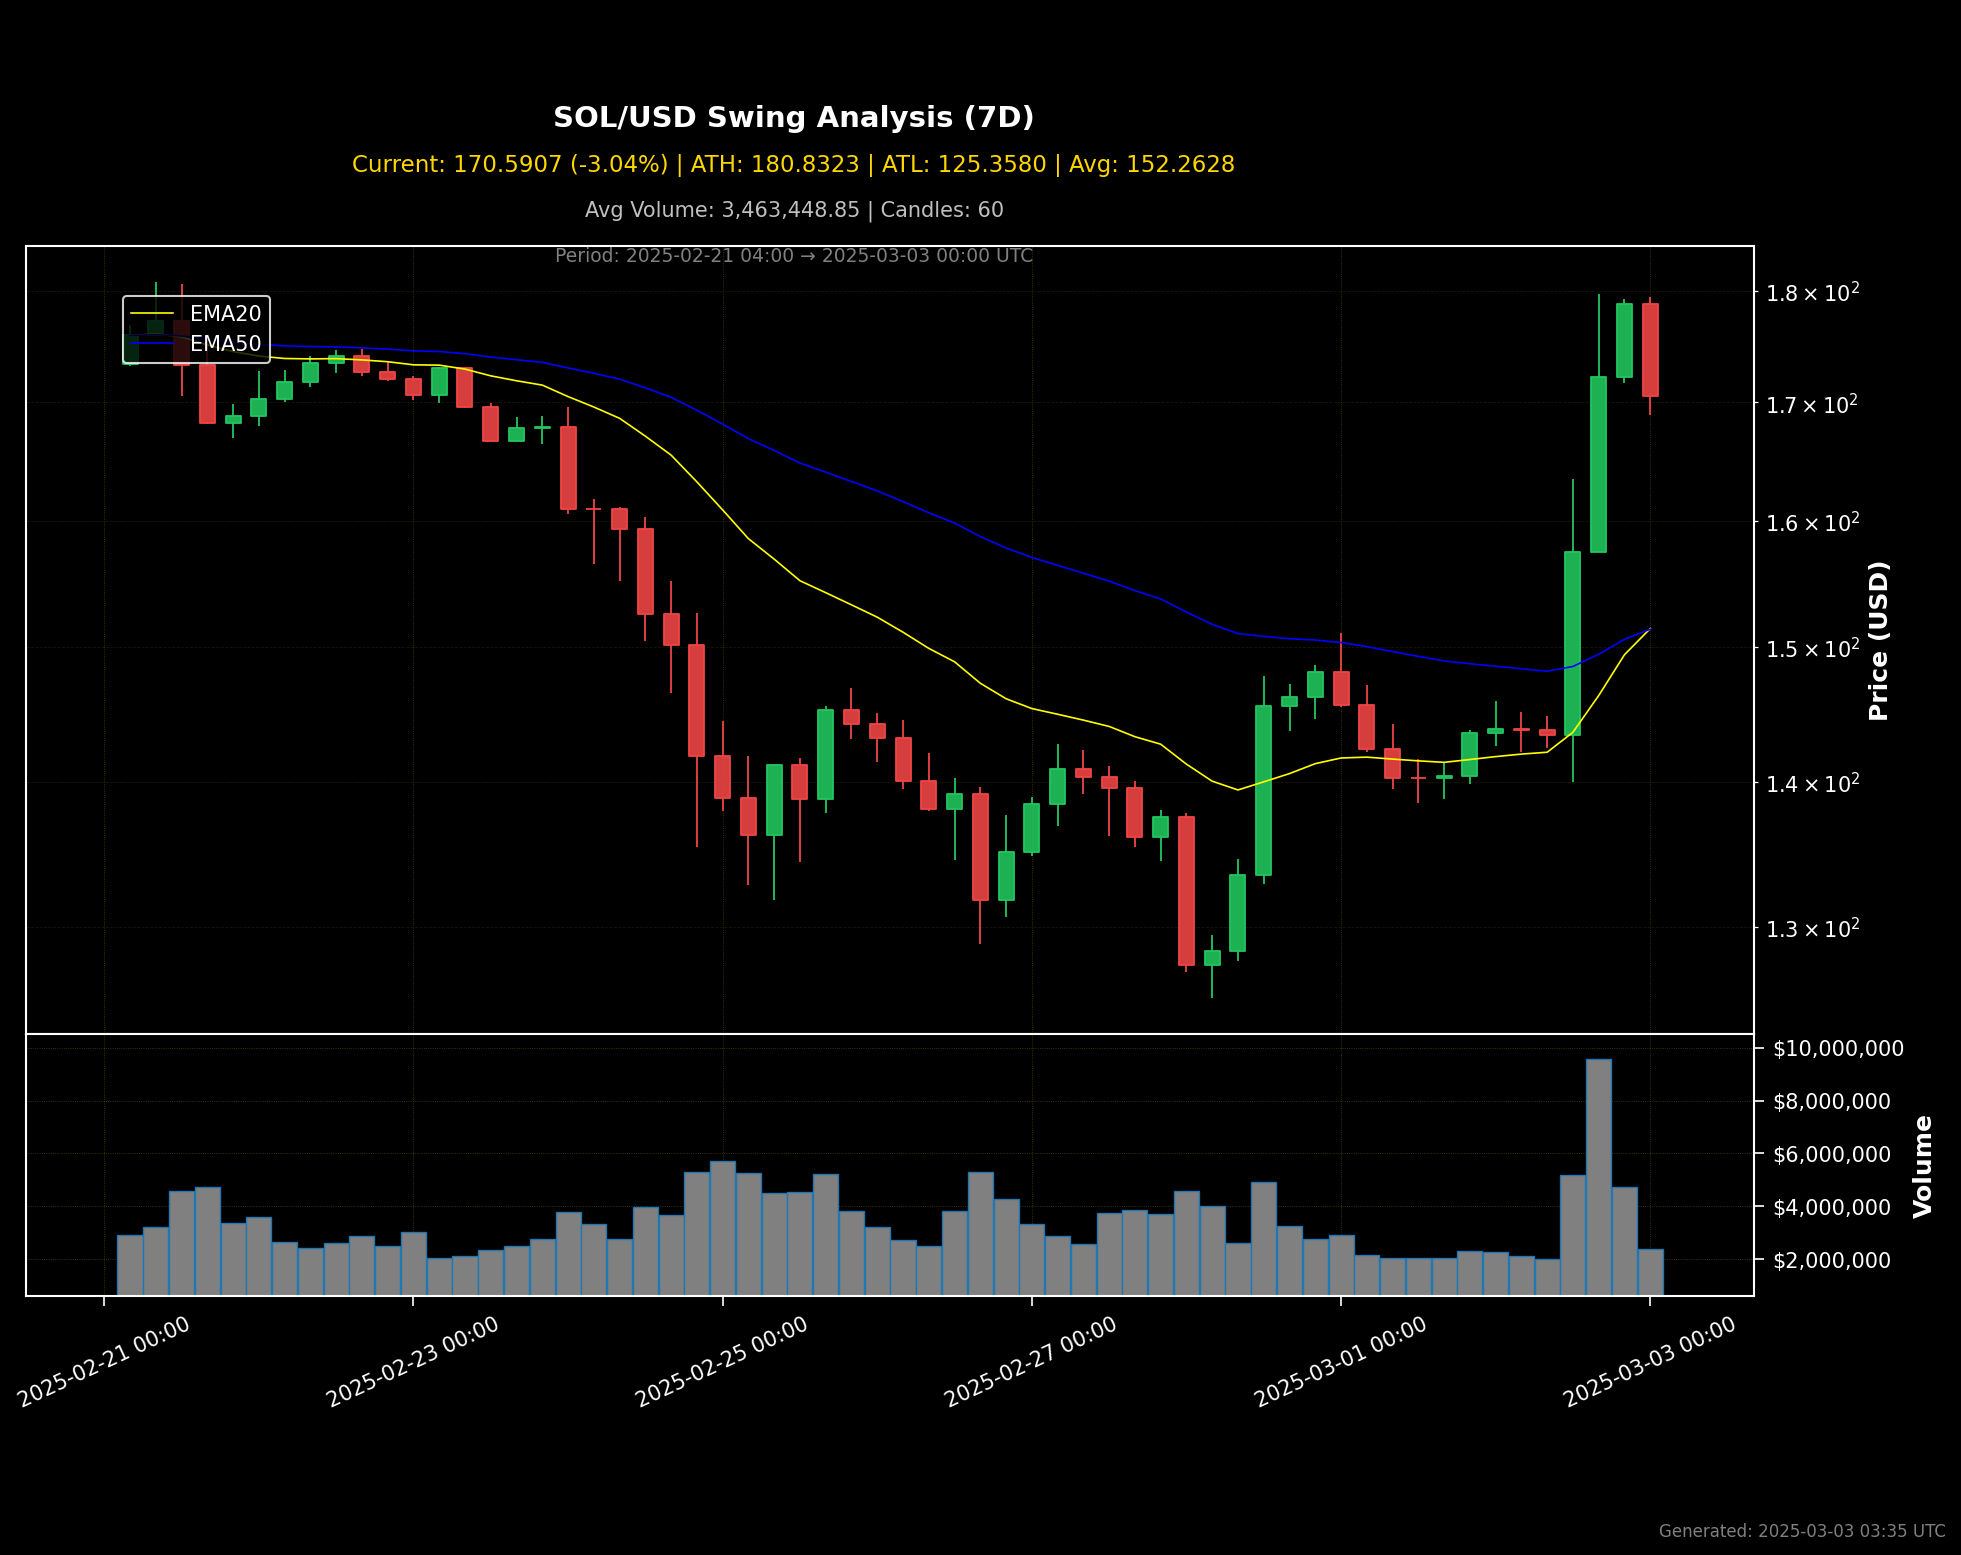 SOL/USD Swing Analysis (7D)
Current: 170.5907 (-3.04%) | ATH: 180.8323 | ATL: 125.3580 | Avg: 152.2628
Avg Volume: 3,463,448.85 | Candles: 60
Period: 2025-02-21 04:00 → 2025-03-03 00:00 UTC
EMA20
EMA50
1.8 × 10²
1.7 × 10²
1.6 × 10²
1.5 × 10²
1.4 × 10²
1.3 × 10²
Price (USD)
$10,000,000
$8,000,000
$6,000,000
$4,000,000
$2,000,000
Volume
2025-02-21 00:00
2025-02-23 00:00
2025-02-25 00:00
2025-02-27 00:00
2025-03-01 00:00
2025-03-03 00:00
Generated: 2025-03-03 03:35 UTC